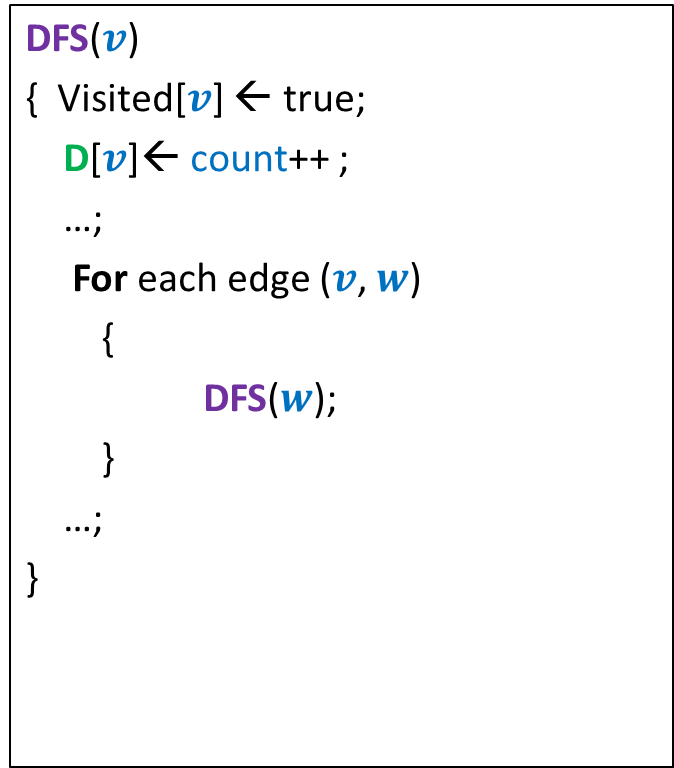 DFS(v)
{ Visited[v] ← true;
D[v]← count++ ;
...;
For each edge (v, w)
{
DFS(w);
}
...;
}